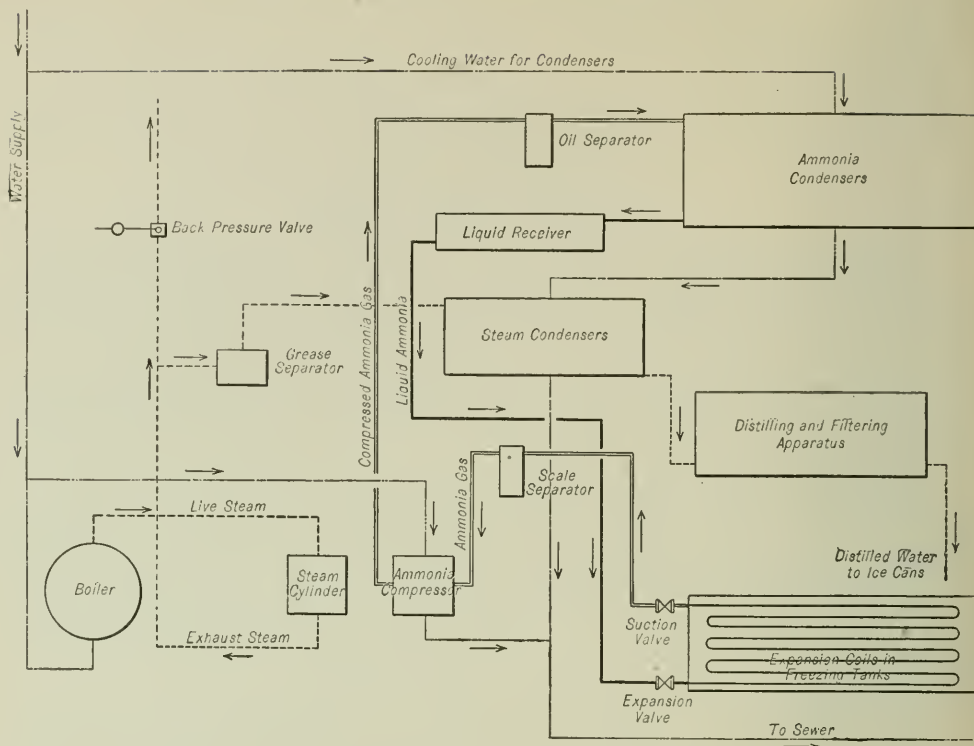 Cooling Water for Condensers
Water Supply
Oil Separator
Ammonia
Condensers
Back Pressure Valve
Liquid Receiver
Compressed Ammonia Gas
Liquid Ammonia
Steam Condensers
Grease
Separator
Distilling and Filtering
Apparatus
Ammonia Gas
Scale
Separator
Live Steam
Boiler
Steam
Cylinder
Ammonia
Compressor
Distilled Water
to Ice Cans
Exhaust Steam
Suction
Valve
Expansion Coils in
Freezing Tanks
Expansion
Valve
To Sewer